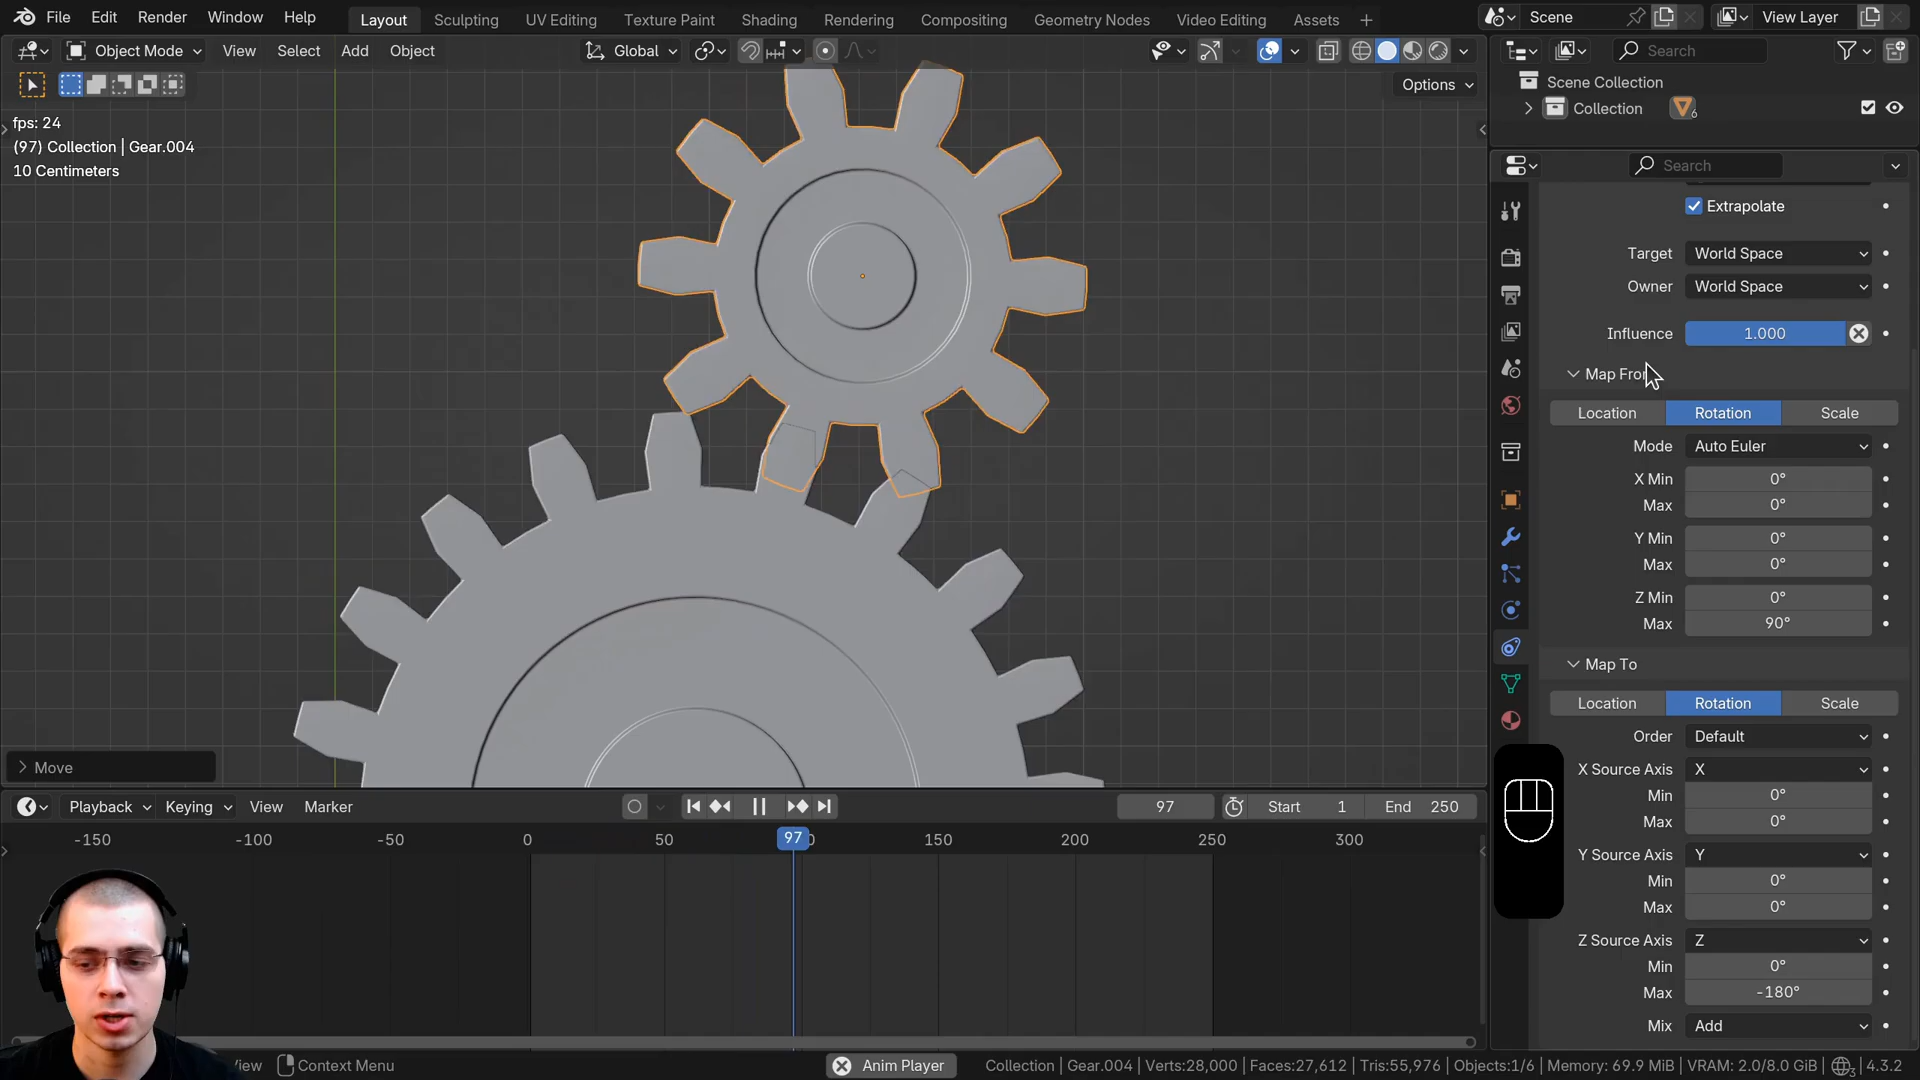 File Edit Render Window Help Layout Sculpting UV Editing Texture Paint Shading Rendering Compositing Geometry Nodes Video Editing Assets Scene View Layer
Object Mode View Select Add Object Global Search
Options
Scene Collection
Collection 6
fps: 24
(97) Collection | Gear.004
10 Centimeters
Search
Extrapolate
Target World Space
Owner World Space
Influence 1.000
Map From
Location Rotation Scale
Mode Auto Euler
X Min 0°
Max 0°
Y Min 0°
Max 0°
Z Min 0°
Max 90°
Map To
Location Rotation Scale
Order Default
X Source Axis X
Min 0°
Max 0°
Y Source Axis Y
Min 0°
Max 0°
Z Source Axis Z
Min 0°
Max -180°
Mix Add
Move
Playback Keying View Marker 97 Start 1 End 250
-150 -100 -50 0 50 97 150 200 250 300
Context Menu Anim Player Collection | Gear.004 | Verts:28,000 | Faces:27,612 | Tris:55,976 | Objects:1/6 | Memory: 69.9 MiB | VRAM: 2.0/8.0 GiB | 3 4.3.2